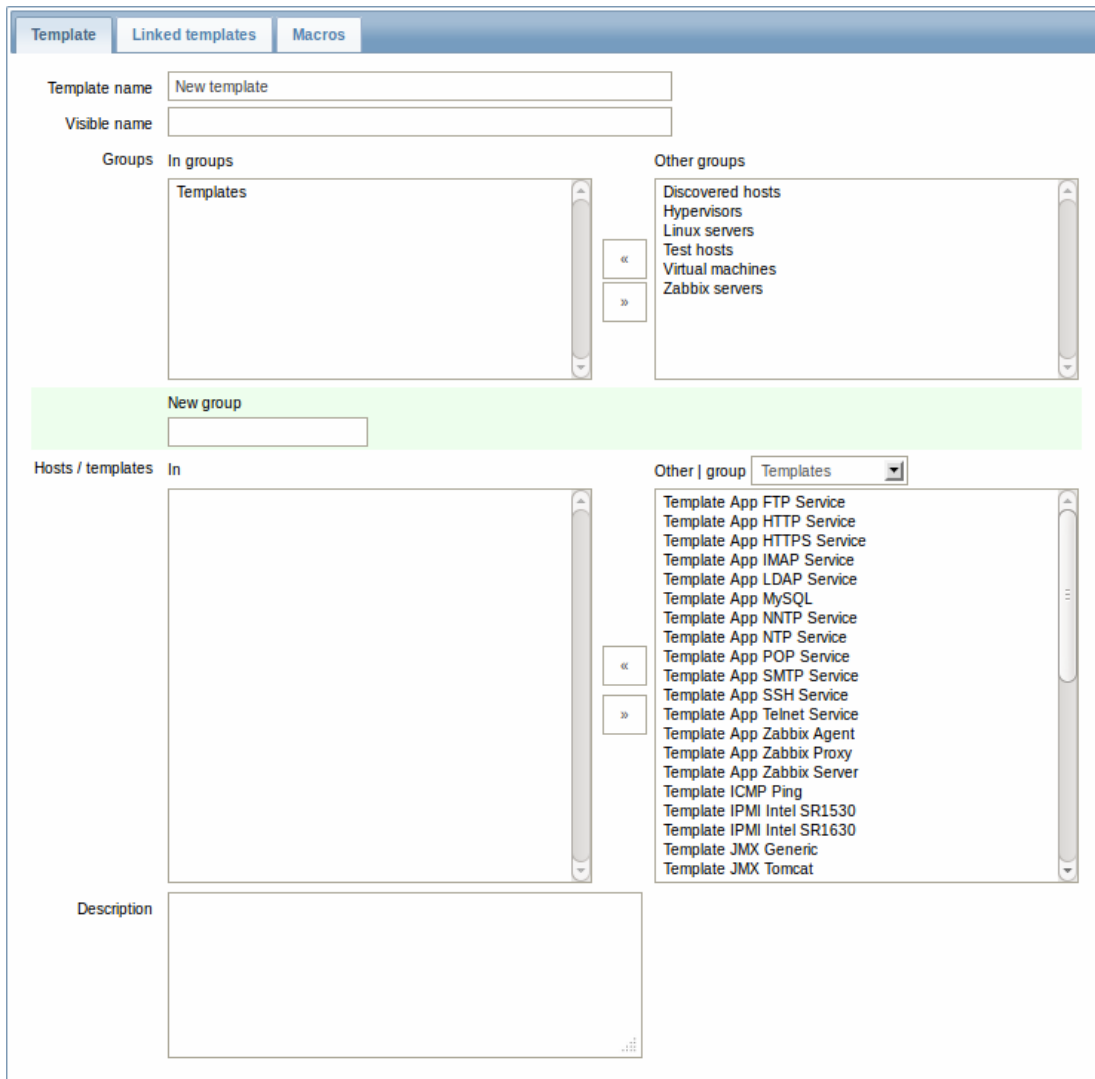 Template Linked templates Macros
Template name New template
Visible name
Groups In groups Other groups
Templates
Discovered hosts
Hypervisors
Linux servers
Test hosts
Virtual machines
Zabbix servers
«
»
New group
Hosts / templates In Other | group Templates
Template App FTP Service
Template App HTTP Service
Template App HTTPS Service
Template App IMAP Service
Template App LDAP Service
Template App MySQL
Template App NNTP Service
Template App NTP Service
Template App POP Service
Template App SMTP Service
Template App SSH Service
Template App Telnet Service
Template App Zabbix Agent
Template App Zabbix Proxy
Template App Zabbix Server
Template ICMP Ping
Template IPMI Intel SR1530
Template IPMI Intel SR1630
Template JMX Generic
Template JMX Tomcat
«
»
Description